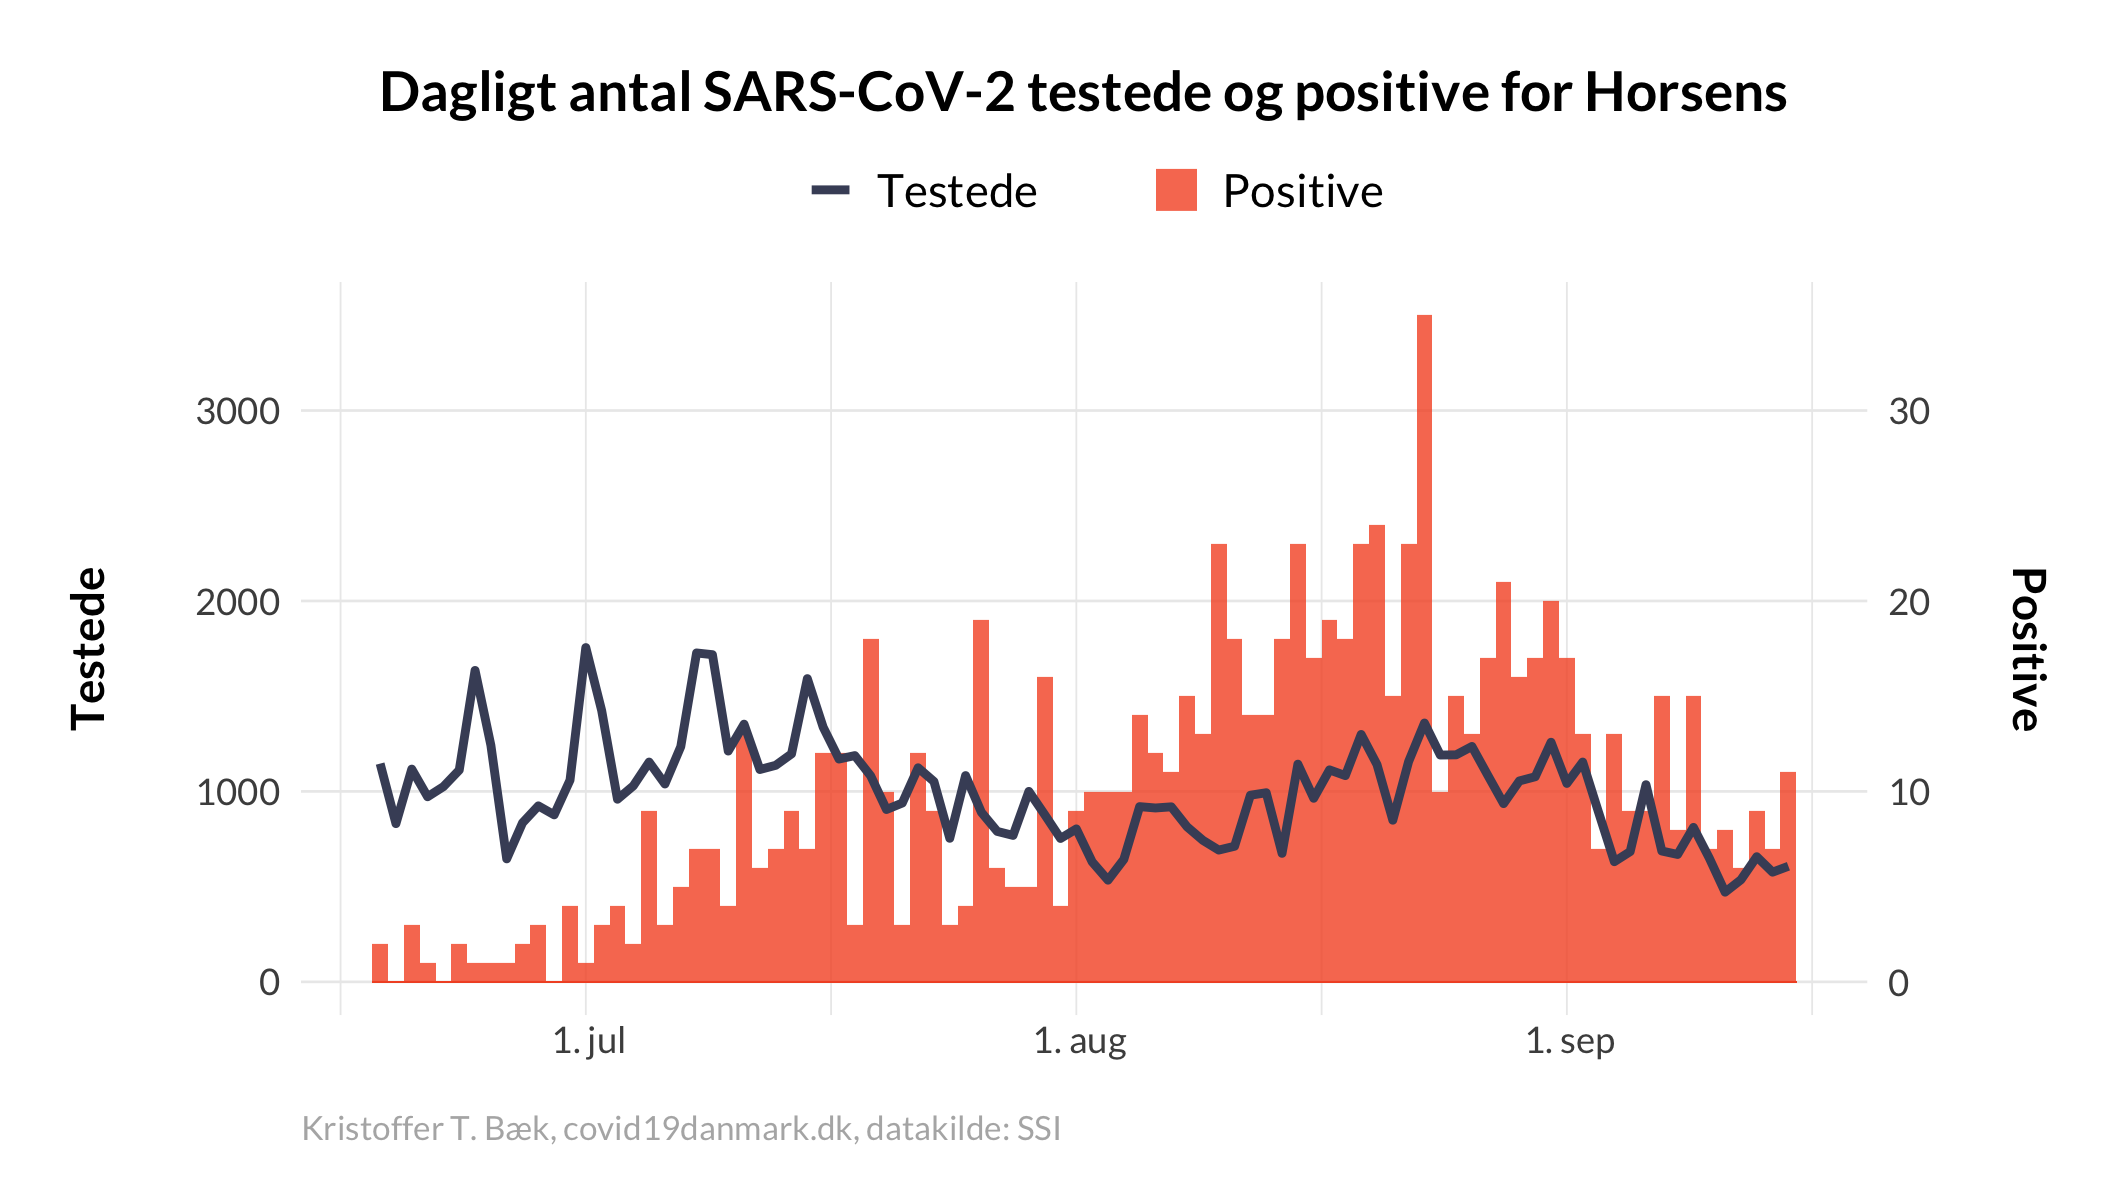 Dagligt antal SARS-CoV-2 testede og positive for Horsens
Testede
Positive
3000
2000
1000
0
30
20
10
0
Testede
Positive
1. jul
1. aug
1. sep
Kristoffer T. Bæk, covid19danmark.dk, datakilde: SSI